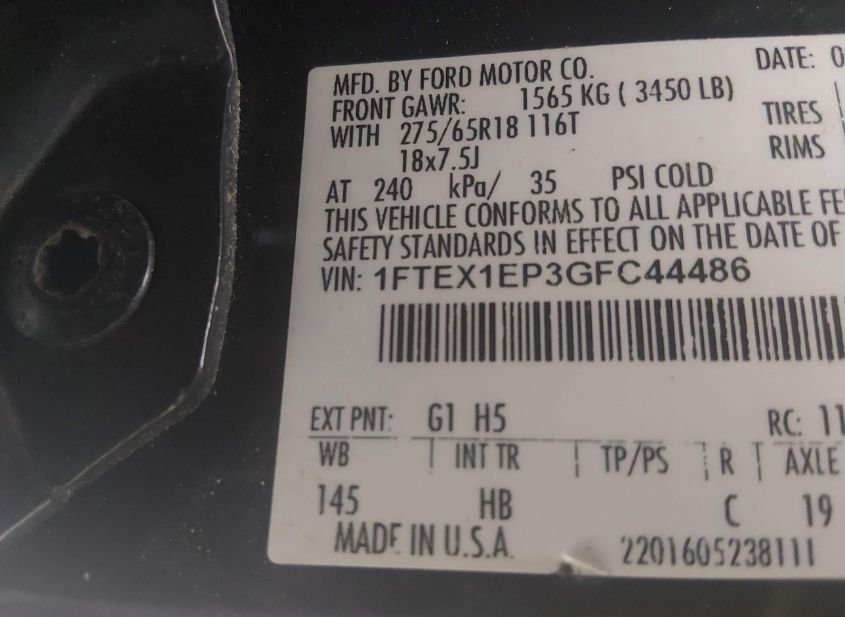 MFD. BY FORD MOTOR CO. DATE: 0
FRONT GAWR: 1565 KG ( 3450 LB)
WITH 275/65R18 116T TIRES
18x7.5J RIMS
AT 240 kPa/ 35 PSI COLD
THIS VEHICLE CONFORMS TO ALL APPLICABLE FE
SAFETY STANDARDS IN EFFECT ON THE DATE OF
VIN: 1FTEX1EP3GFC44486
EXT PNT: G1 H5 RC: 11
WB INT TR TP/PS R AXLE
145 HB C 19
MADE IN U.S.A.
2201605238111